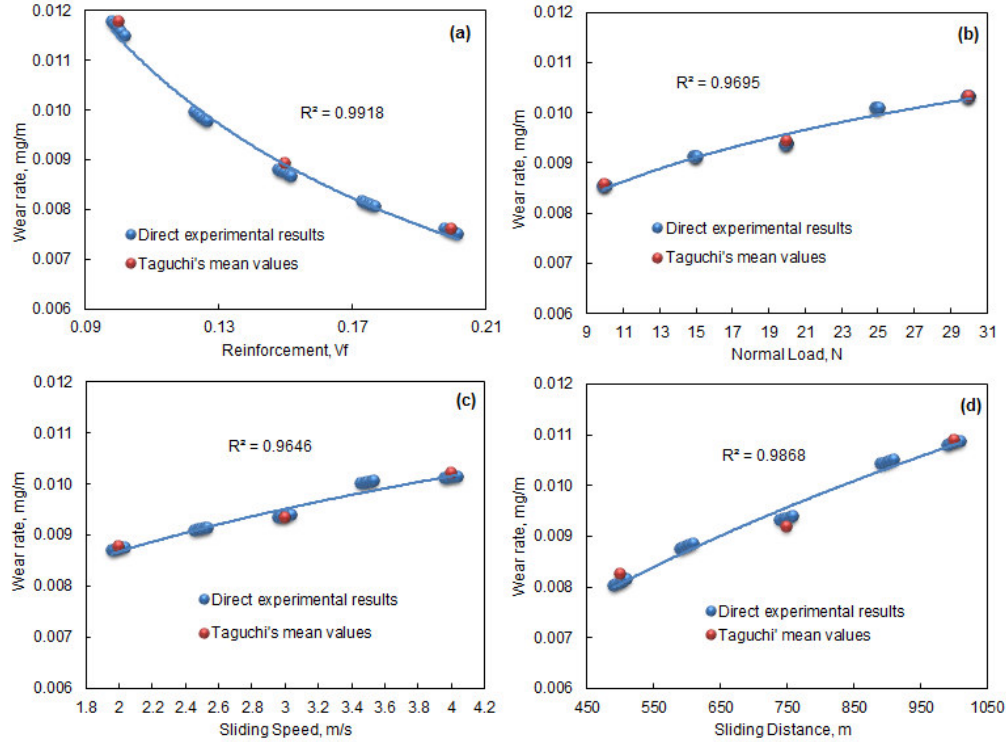 0.012
(a)
0.011
0.010
R² = 0.9918
0.009
0.008
Direct experimental results
0.007
Taguchi's mean values
0.006
0.09 0.13 0.17 0.21
Reinforcement, Vf
Wear rate, mg/m
0.012
(b)
0.011
R² = 0.9695
0.010
0.009
0.008
Direct experimental results
0.007
Taguchi's mean values
0.006
9 11 13 15 17 19 21 23 25 27 29 31
Normal Load, N
Wear rate, mg/m
0.012
(c)
0.011
R² = 0.9646
0.010
0.009
0.008
Direct experimental results
0.007
Taguchi's mean values
0.006
1.8 2 2.2 2.4 2.6 2.8 3 3.2 3.4 3.6 3.8 4 4.2
Sliding Speed, m/s
Wear rate, mg/m
0.012
(d)
0.011
R² = 0.9868
0.010
0.009
0.008
Direct experimental results
0.007
Taguchi' mean values
0.006
450 550 650 750 850 950 1050
Sliding Distance, m
Wear rate, mg/m